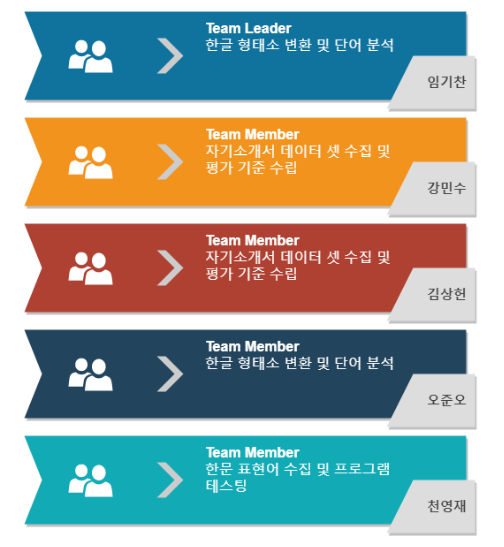 Team Leader
한글 형태소 변환 및 단어 분석
임기찬
Team Member
자기소개서 데이터 셋 수집 및
평가 기준 수립
강민수
Team Member
자기소개서 데이터 셋 수집 및
평가 기준 수립
김상헌
Team Member
한글 형태소 변환 및 단어 분석
오준오
Team Member
한문 표현어 수집 및 프로그램
테스팅
천영재